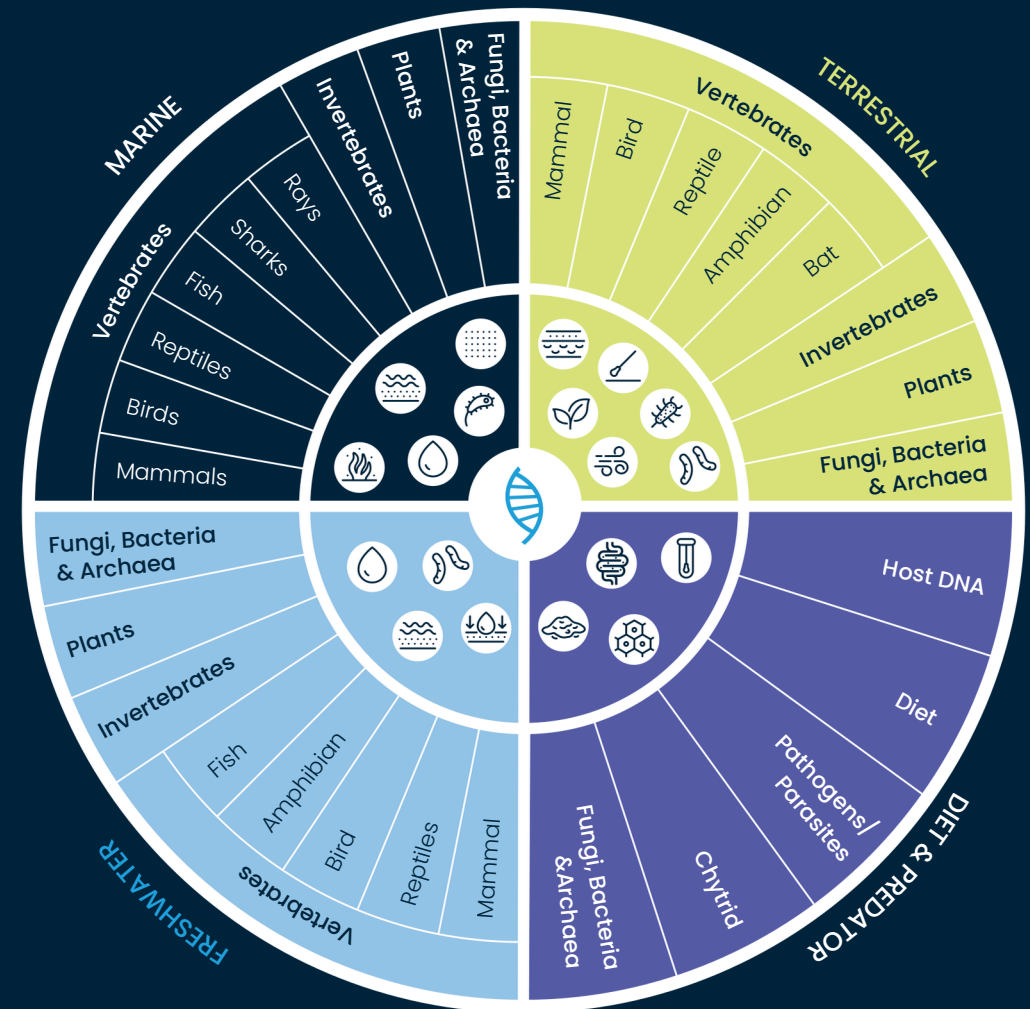 MARINE
Vertebrates
Mammals
Birds
Reptiles
Fish
Sharks
Rays
Invertebrates
Plants
Fungi, Bacteria
& Archaea
TERRESTRIAL
Vertebrates
Mammal
Bird
Reptile
Amphibian
Bat
Invertebrates
Plants
Fungi, Bacteria
& Archaea
DIET & PREDATOR
Host DNA
Diet
Pathogens/
Parasites
Chytrid
Fungi, Bacteria
&Archaea
FRESHWATER
Fungi, Bacteria
& Archaea
Plants
Invertebrates
Vertebrates
Fish
Amphibian
Bird
Reptiles
Mammal